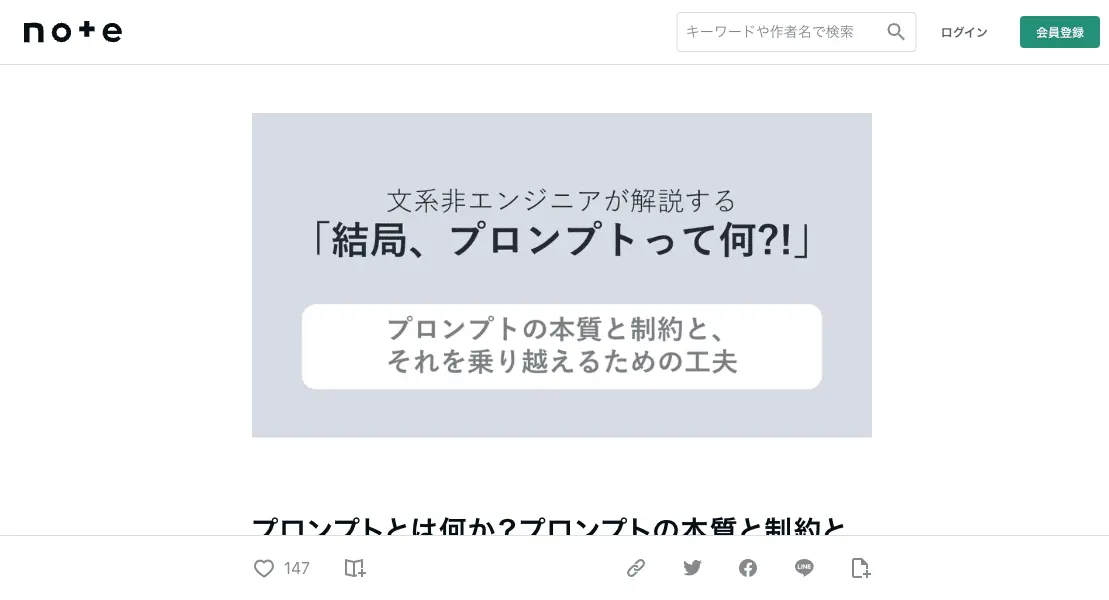 note
キーワードや作者名で検索
ログイン
会員登録
文系非エンジニアが解説する
「結局、プロンプトって何?!」
プロンプトの本質と制約と、
それを乗り越えるための工夫
プロンプトとは何か?プロンプトの本質と制約と
147
LINE